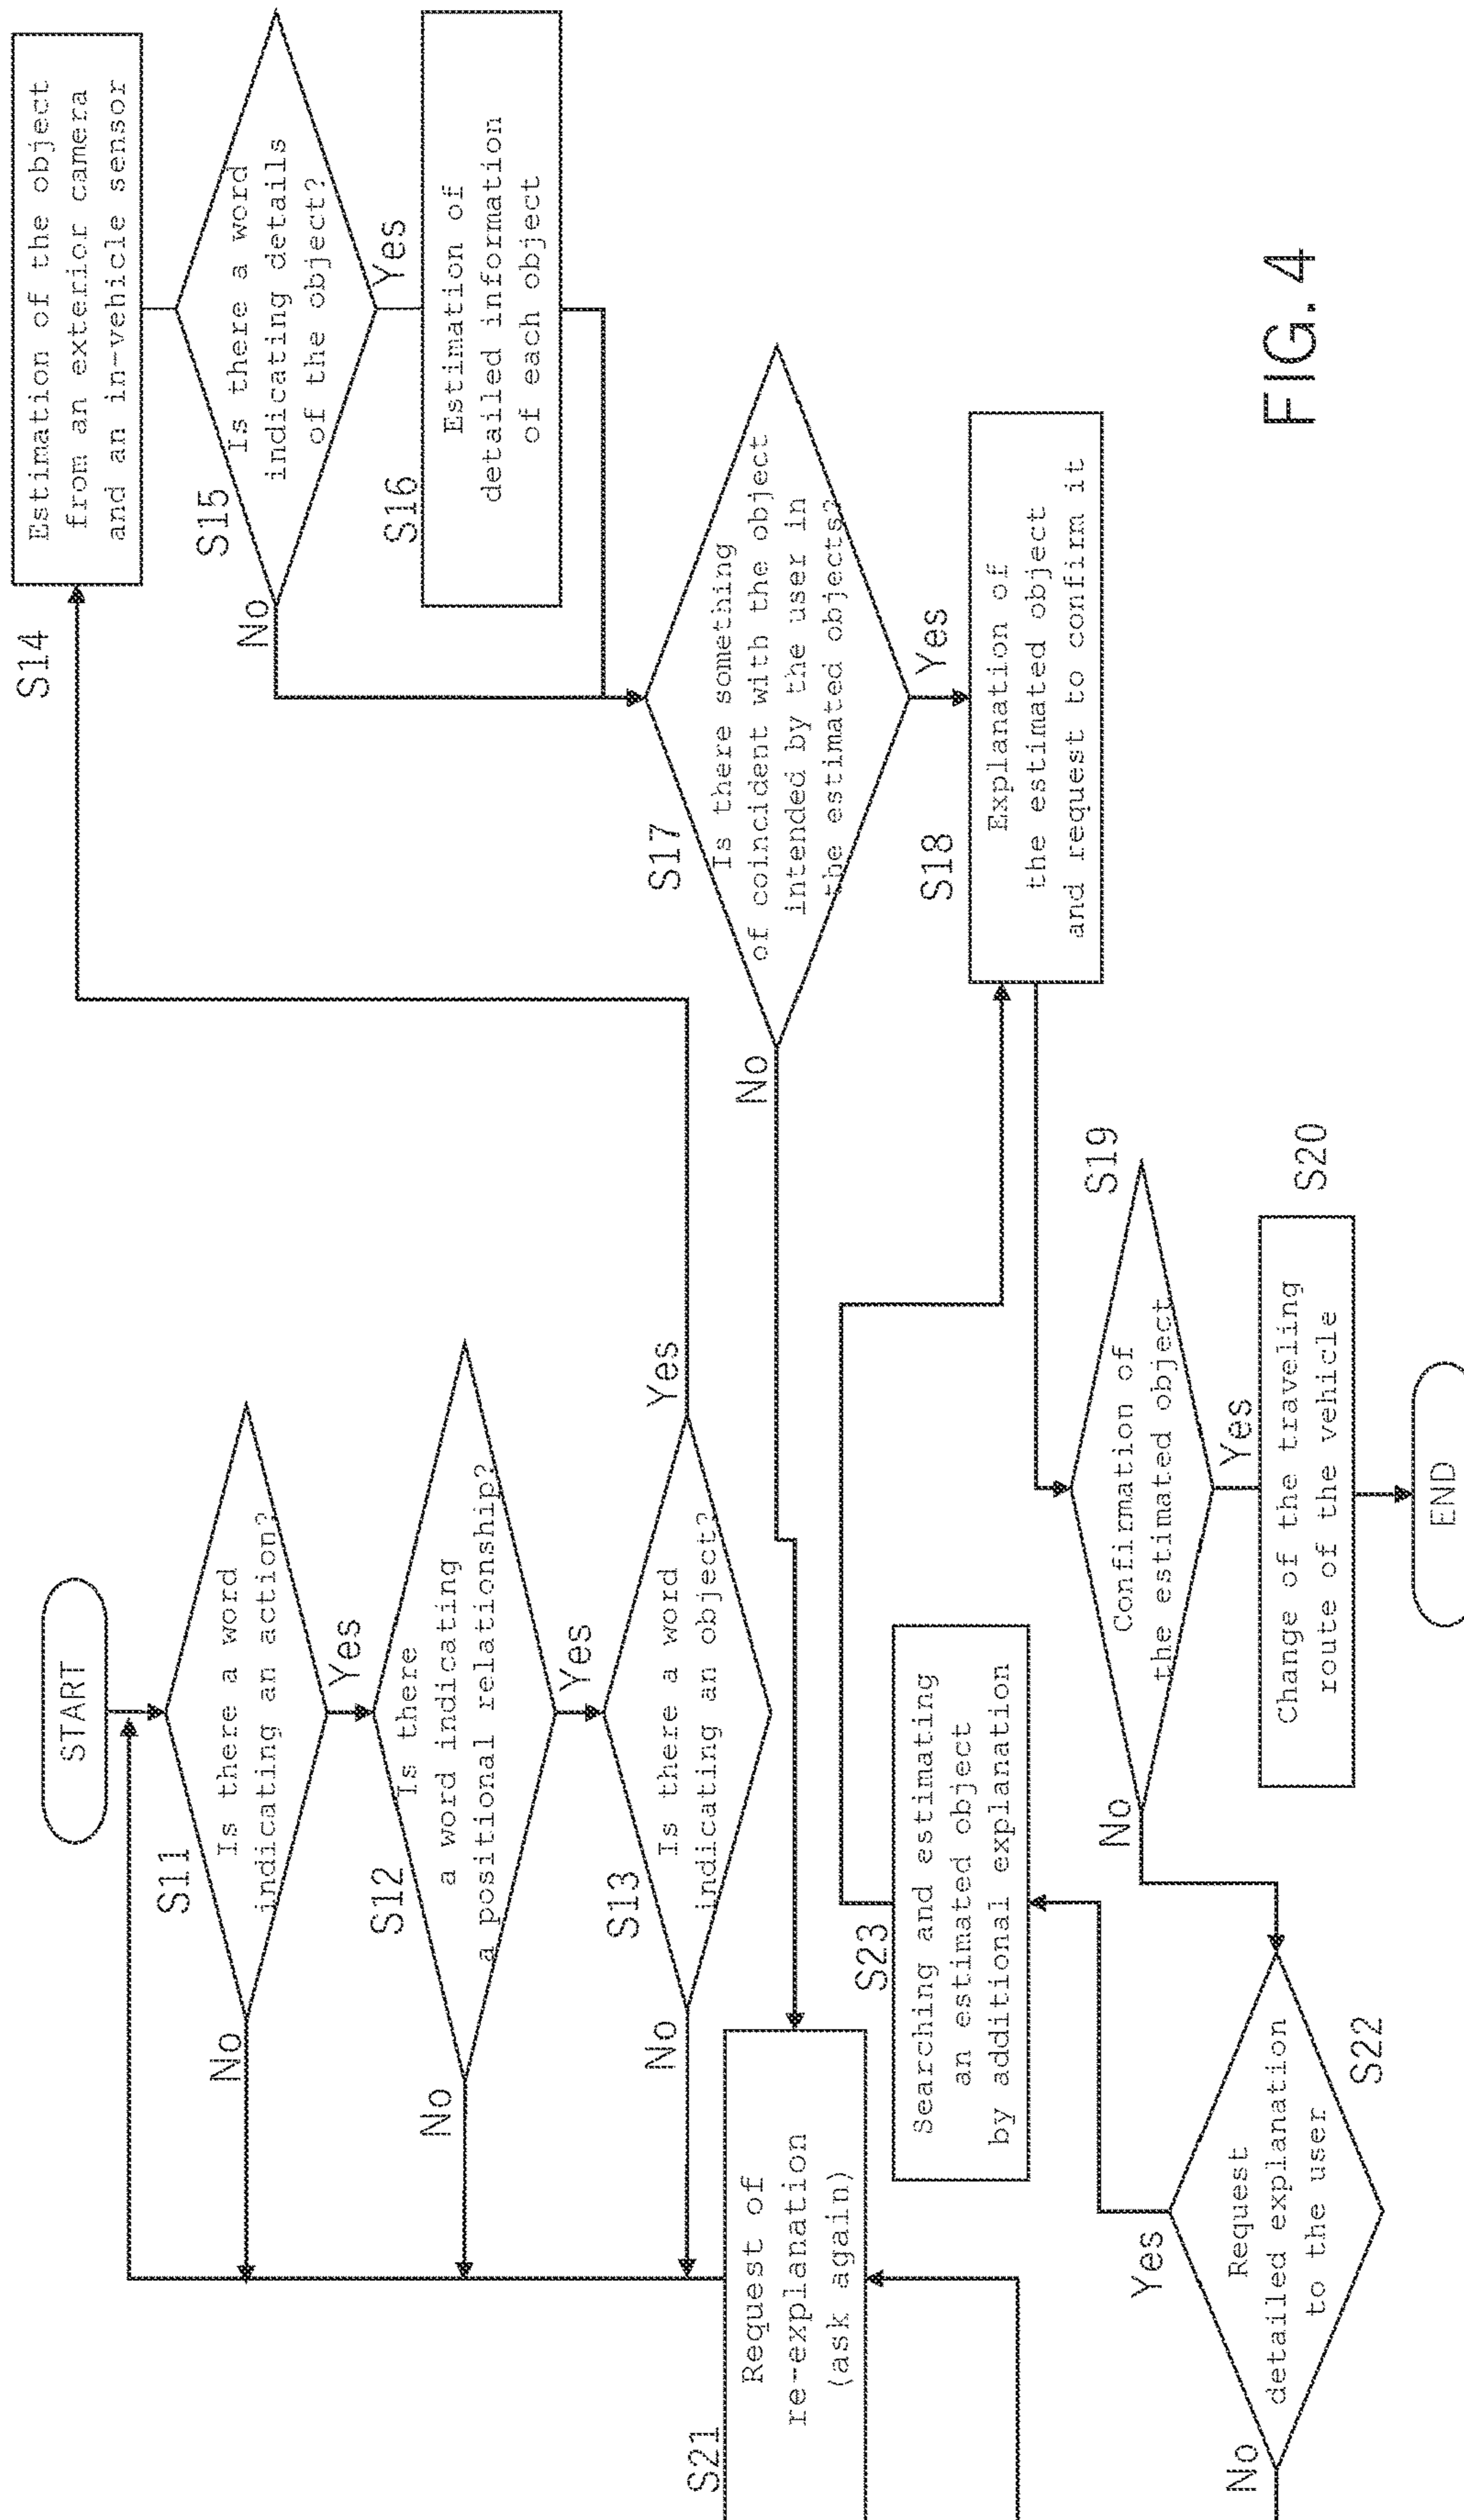 START
S11
Is there a word
indicating an action?
No
Yes
S12
Is there
a word indicating
a positional relationship?
No
Yes
S13
Is there a word
indicating an object?
No
Yes
S14
Estimation of the object
from an exterior camera
and an in-vehicle sensor
S15
Is there a word
indicating details
of the object?
No
Yes
S16
Estimation of
detailed information
of each object
S17
Is there something
of coincident with the object
intended by the user in
the estimated objects?
No
Yes
S18
Explanation of
the estimated object
and request to confirm it
S19
Confirmation of
the estimated object
No
Yes
S20
Change of the traveling
route of the vehicle
END
S21
Request of
re-explanation
(ask again)
S22
Request
detailed explanation
to the user
Yes
No
S23
Searching and estimating
an estimated object
by additional explanation
FIG. 4